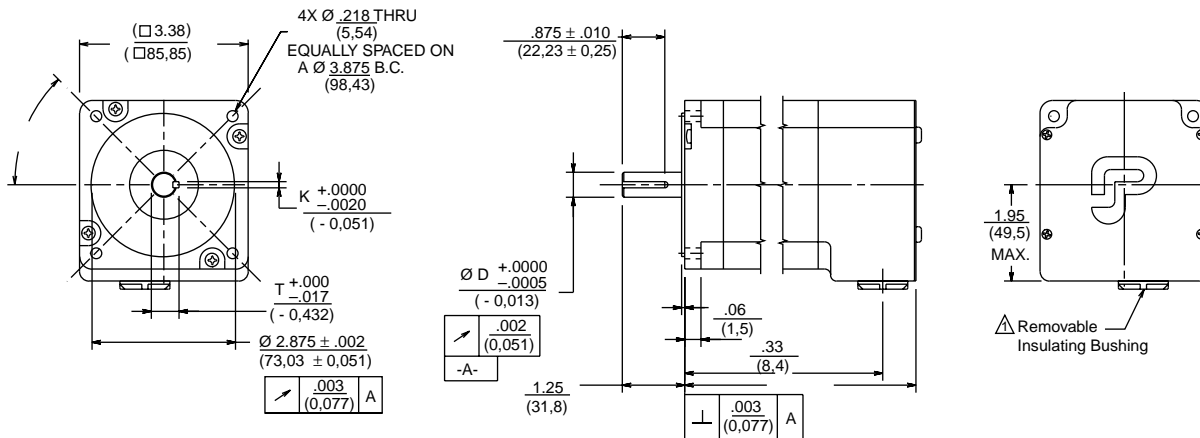 (□ 3.38)
(□85,85)
4X Ø .218 THRU
(5,54)
EQUALLY SPACED ON
A Ø 3.875 B.C.
(98,43)
K +.0000
–.0020
( - 0,051)
T +.000
–.017
( - 0,432)
Ø 2.875 ± .002
(73,03 ± 0,051)
.003
(0,077)
A
.875 ± .010
(22,23 ± 0,25)
Ø D +.0000
-.0005
( - 0,013)
.002
(0,051)
-A-
.06
(1,5)
.33
(8.4)
1.25
(31,8)
⊥ .003
(0,077)
A
1.95
(49,5)
MAX.
1 Removable
Insulating Bushing